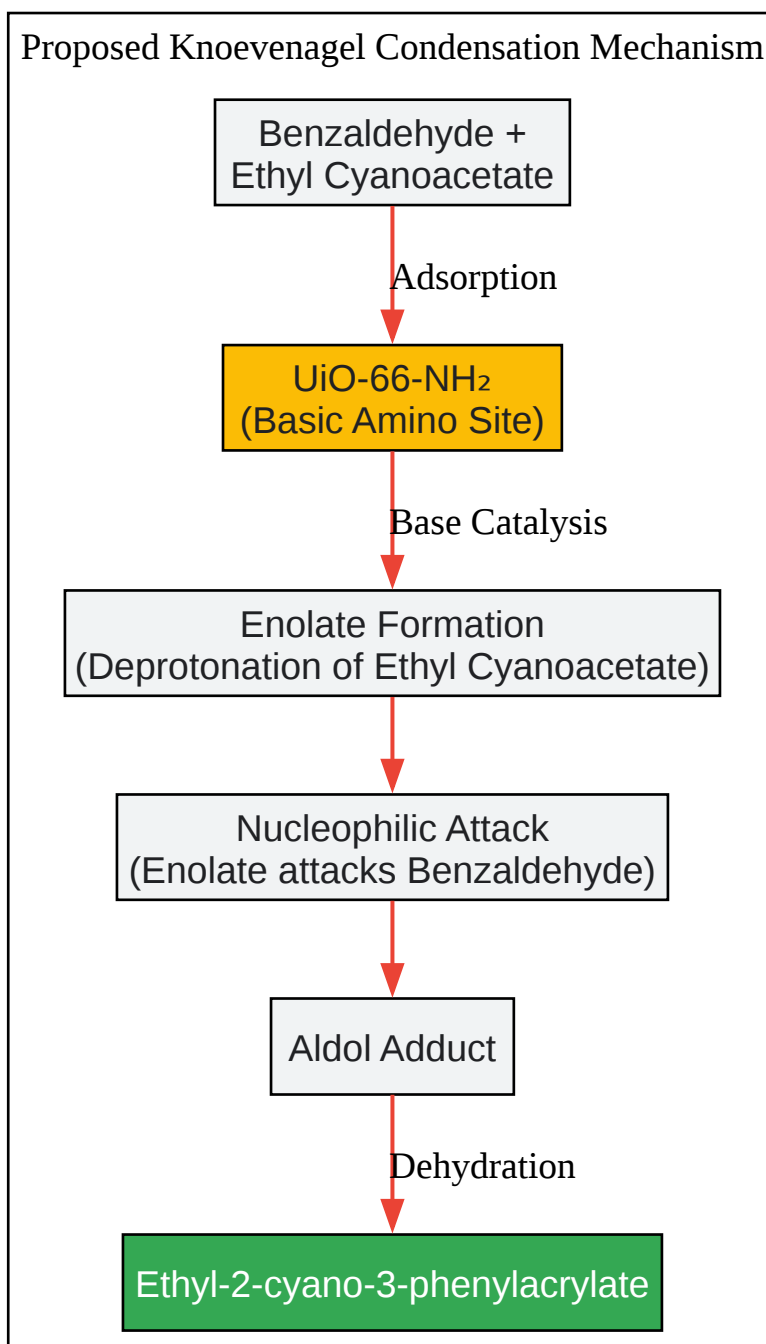 Proposed Knoevenagel Condensation Mechanism
Benzaldehyde +
Ethyl Cyanoacetate
Adsorption
UiO-66-NH₂
(Basic Amino Site)
Base Catalysis
Enolate Formation
(Deprotonation of Ethyl Cyanoacetate)
Nucleophilic Attack
(Enolate attacks Benzaldehyde)
Aldol Adduct
Dehydration
Ethyl-2-cyano-3-phenylacrylate